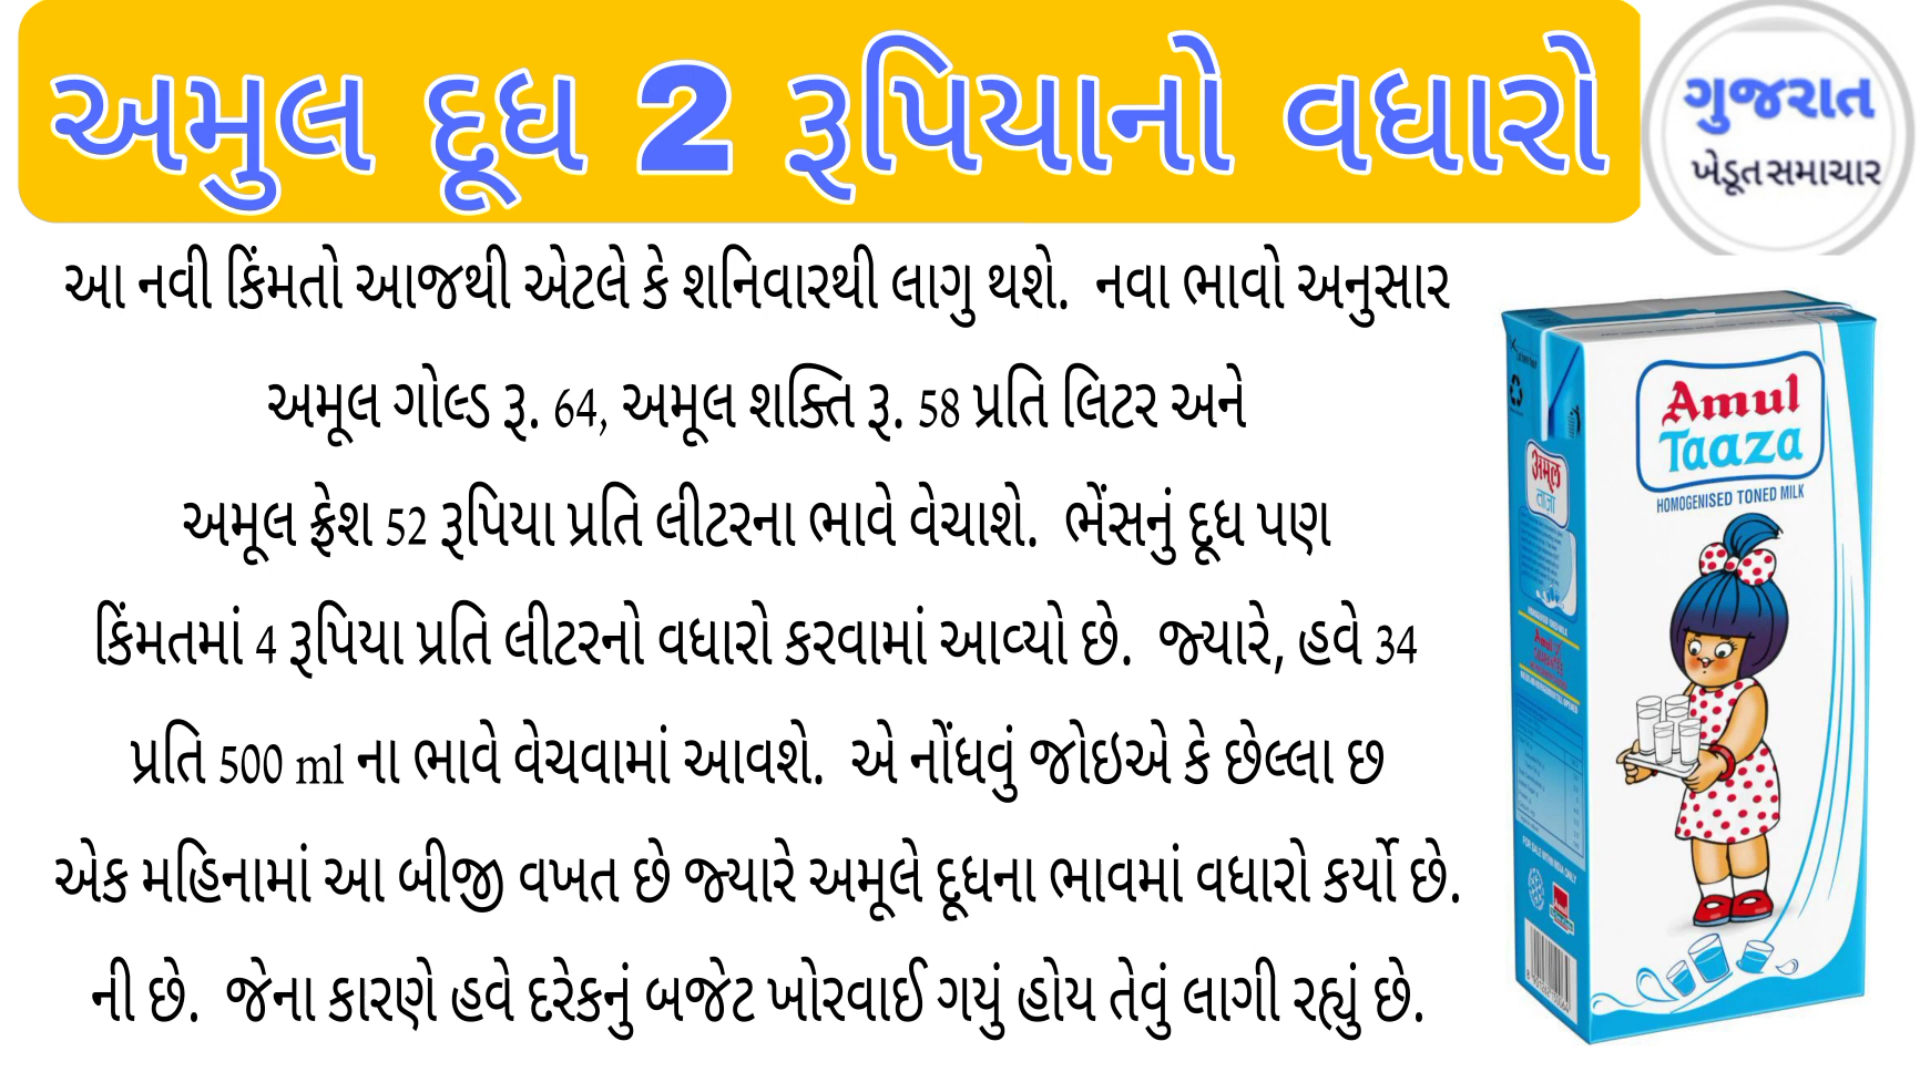 અમુલ દૂધ 2 રૂપિયાનો વધારો
ગુજરાત
ખેડૂત સમાચાર
આ નવી કિંમતો આજથી એટલે કે શનિવારથી લાગુ થશે. નવા ભાવો અનુસાર
અમૂલ ગોલ્ડ રૂ. 64, અમૂલ શક્તિ રૂ. 58 પ્રતિ લિટર અને
અમૂલ ફ્રેશ 52 રૂપિયા પ્રતિ લીટરના ભાવે વેચાશે. ભેંસનું દૂધ પણ
કિંમતમાં 4 રૂપિયા પ્રતિ લીટરનો વધારો કરવામાં આવ્યો છે. જ્યારે, હવે 34
પ્રતિ 500 ml ના ભાવે વેચવામાં આવશે. એ નોંધવું જોઇએ કે છેલ્લા છ
એક મહિનામાં આ બીજી વખત છે જ્યારે અમૂલે દૂધના ભાવમાં વધારો કર્યો છે.
ની છે. જેના કારણે હવે દરેકનું બજેટ ખોરવાઈ ગયું હોય તેવું લાગી રહ્યું છે.
Amul
Taaza
HOMOGENISED TONED MILK
अमूल
ताज़ा